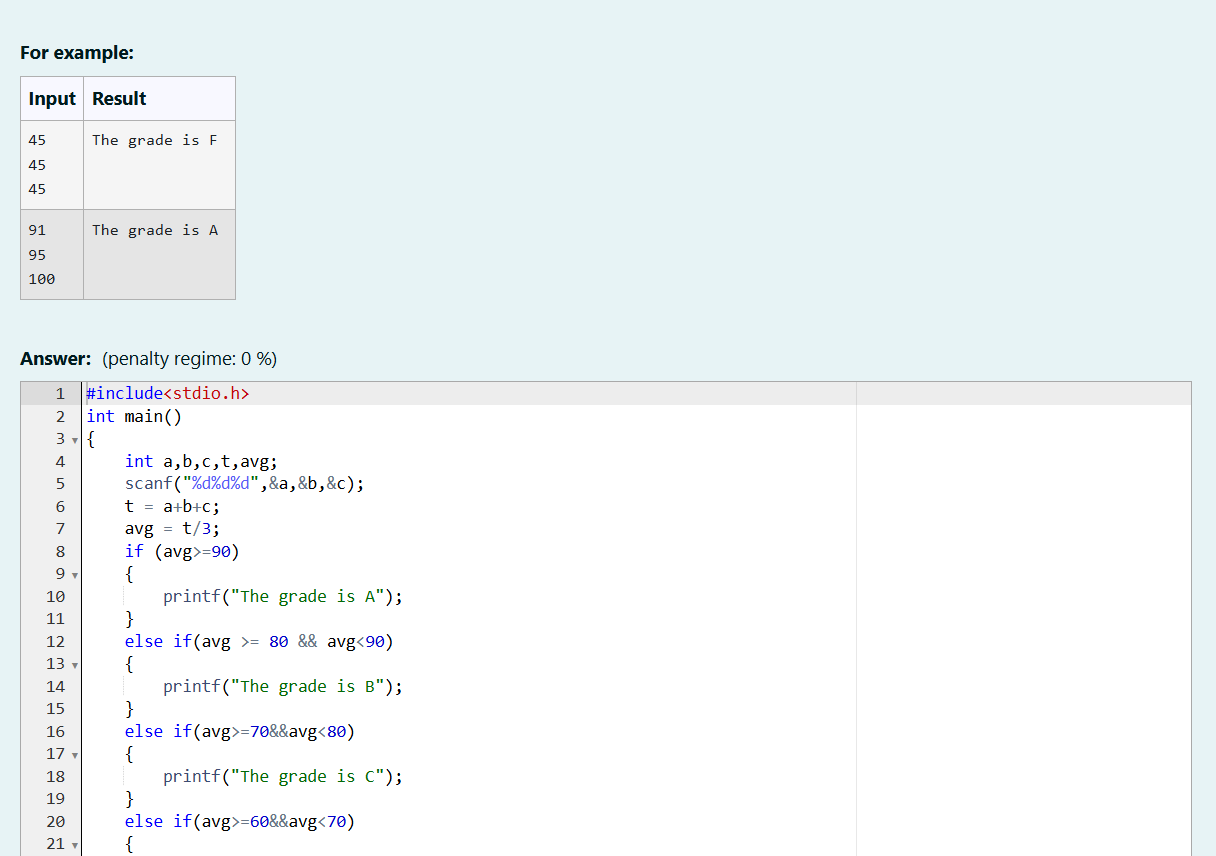 For example:
Input Result
45 The grade is F
45
45
91 The grade is A
95
100
Answer: (penalty regime: 0 %)
1 #include<stdio.h>
2 int main()
3 {
4     int a,b,c,t,avg;
5     scanf("%d%d%d",&a,&b,&c);
6     t = a+b+c;
7     avg = t/3;
8     if (avg>=90)
9     {
10         printf("The grade is A");
11     }
12     else if(avg >= 80 && avg<90)
13     {
14         printf("The grade is B");
15     }
16     else if(avg>=70&&avg<80)
17     {
18         printf("The grade is C");
19     }
20     else if(avg>=60&&avg<70)
21     {